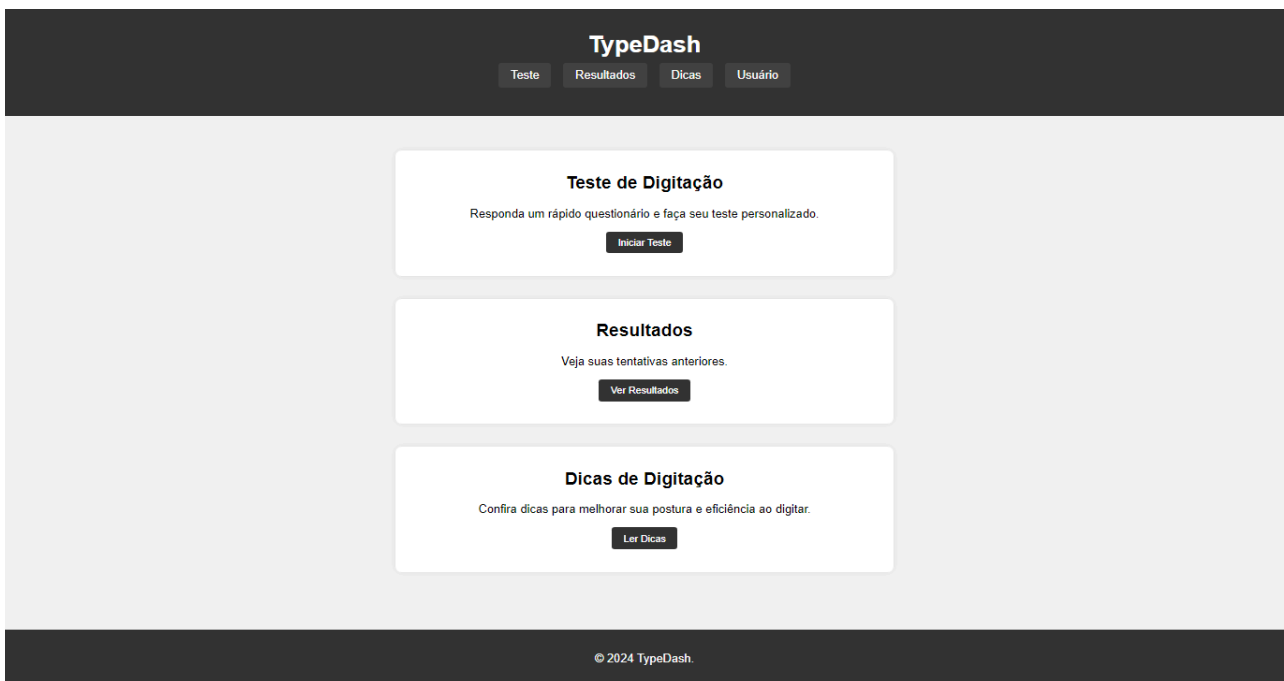 TypeDash
Teste Resultados Dicas Usuário
Teste de Digitação
Responda um rápido questionário e faça seu teste personalizado.
Iniciar Teste
Resultados
Veja suas tentativas anteriores.
Ver Resultados
Dicas de Digitação
Confira dicas para melhorar sua postura e eficiência ao digitar.
Ler Dicas
© 2024 TypeDash.